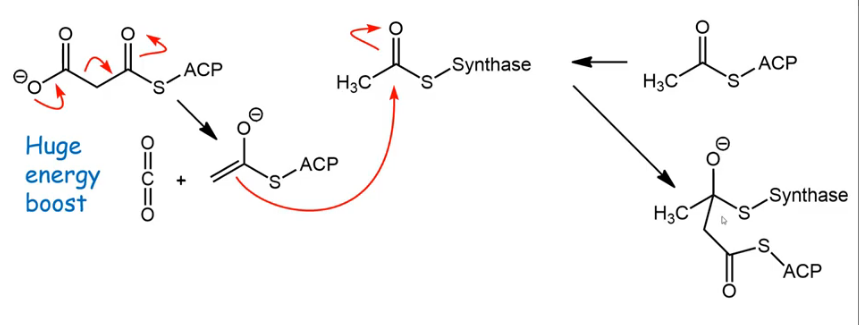 O
O
O
ACP
S
⊖
O
O
H₃C
S
Synthase
O
H₃C
S
ACP
Huge
energy
boost
O
C
O
+
⊖
O
S
ACP
⊖
O
H₃C
S
Synthase
S
ACP
O